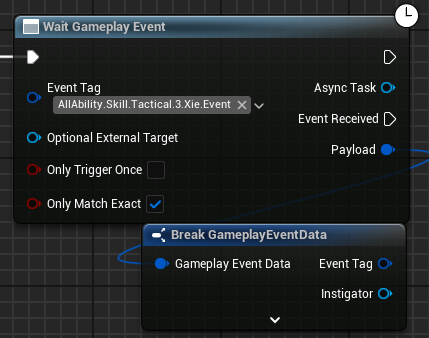 Wait Gameplay Event
Event Tag
AllAbility.Skill.Tactical.3.Xie.Event
Async Task
Event Received
Optional External Target
Payload
Only Trigger Once
Only Match Exact
Break GameplayEventData
Gameplay Event Data Event Tag
Instigator